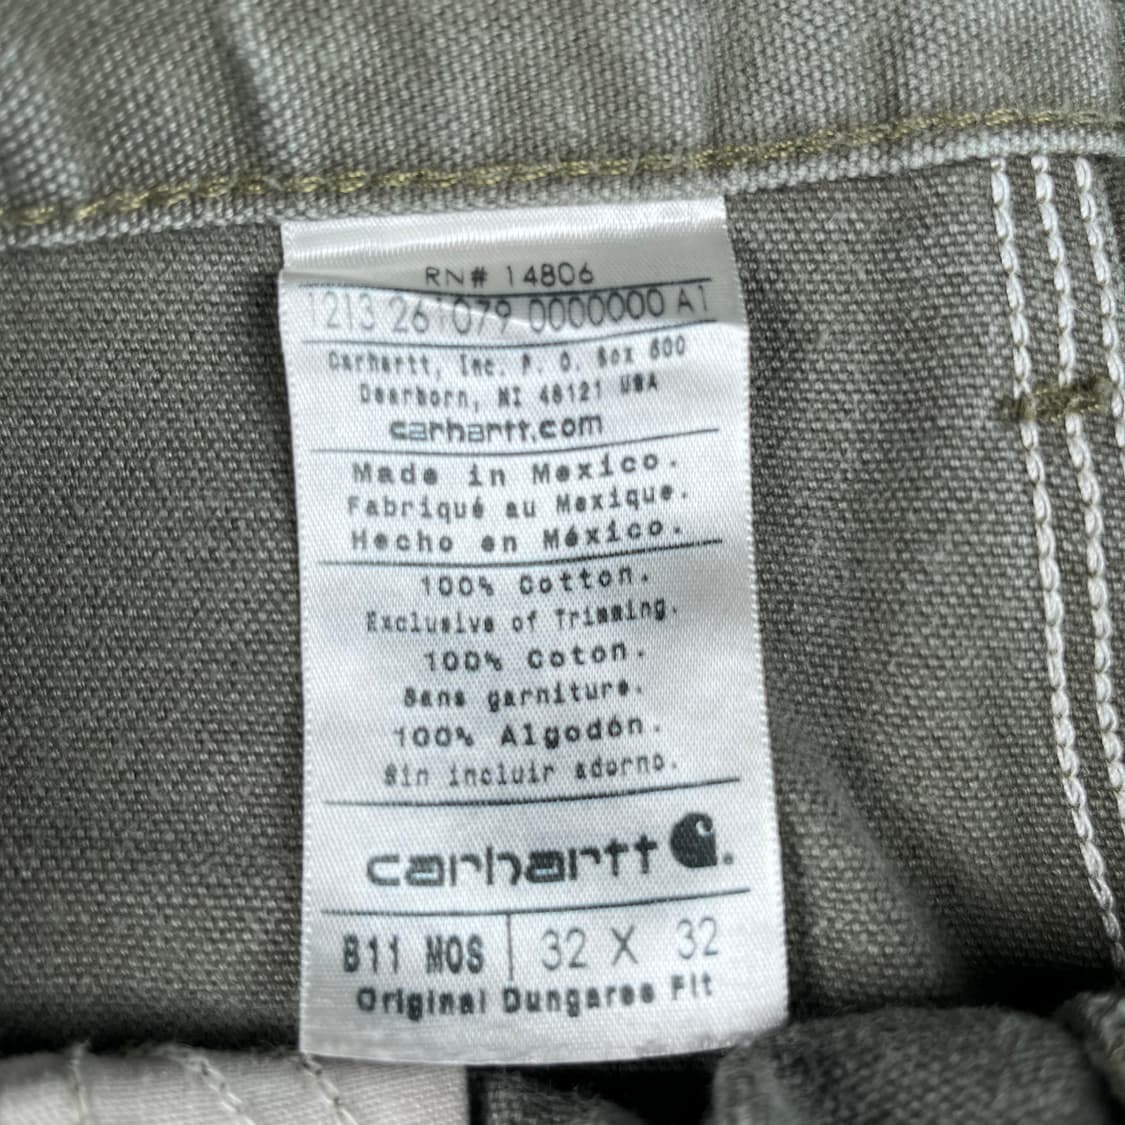 RN# 14806
1213 261079 0000000 A1
Carhartt, Inc. P. O. Box 600
Dearborn, MI 48121 USA
carhartt.com
Made in Mexico.
Fabriqué au Mexique.
Hecho en México.
100% Cotton.
Exclusive of Trimming.
100% Coton.
Sans garniture.
100% Algodón.
Sin incluir adorno.
carhartt
B11 MOS 32 X 32
Original Dungaree Fit